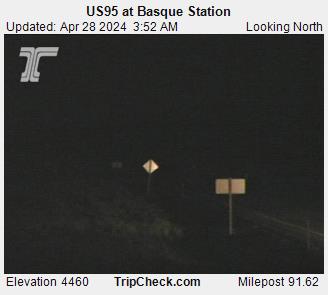 US95 at Basque Station
Updated: Apr 28 2024 3:52 AM Looking North
Elevation 4460 TripCheck.com Milepost 91.62